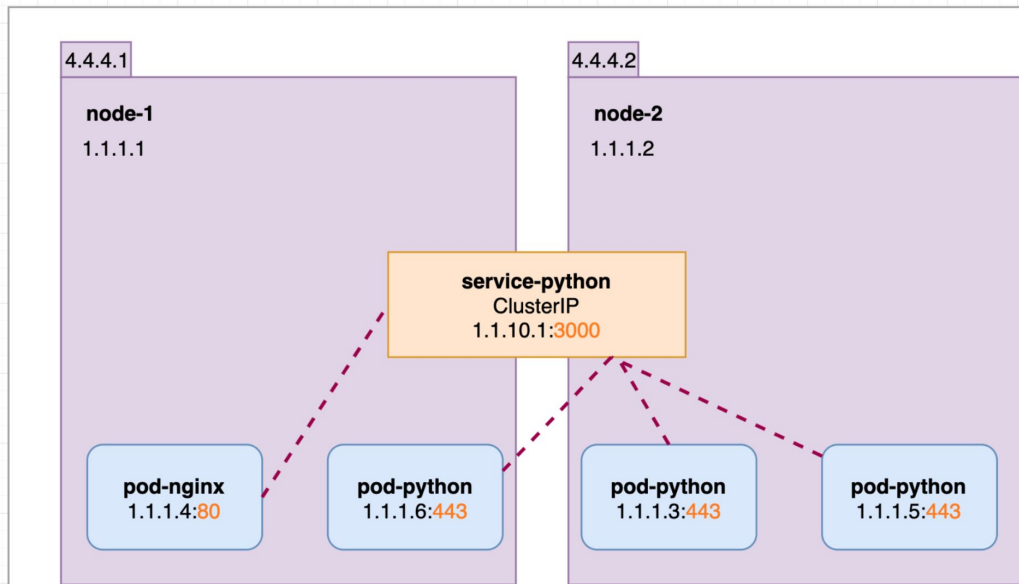 4.4.4.1
node-1
1.1.1.1
4.4.4.2
node-2
1.1.1.2
service-python
ClusterIP
1.1.10.1:3000
pod-nginx
1.1.1.4:80
pod-python
1.1.1.6:443
pod-python
1.1.1.3:443
pod-python
1.1.1.5:443